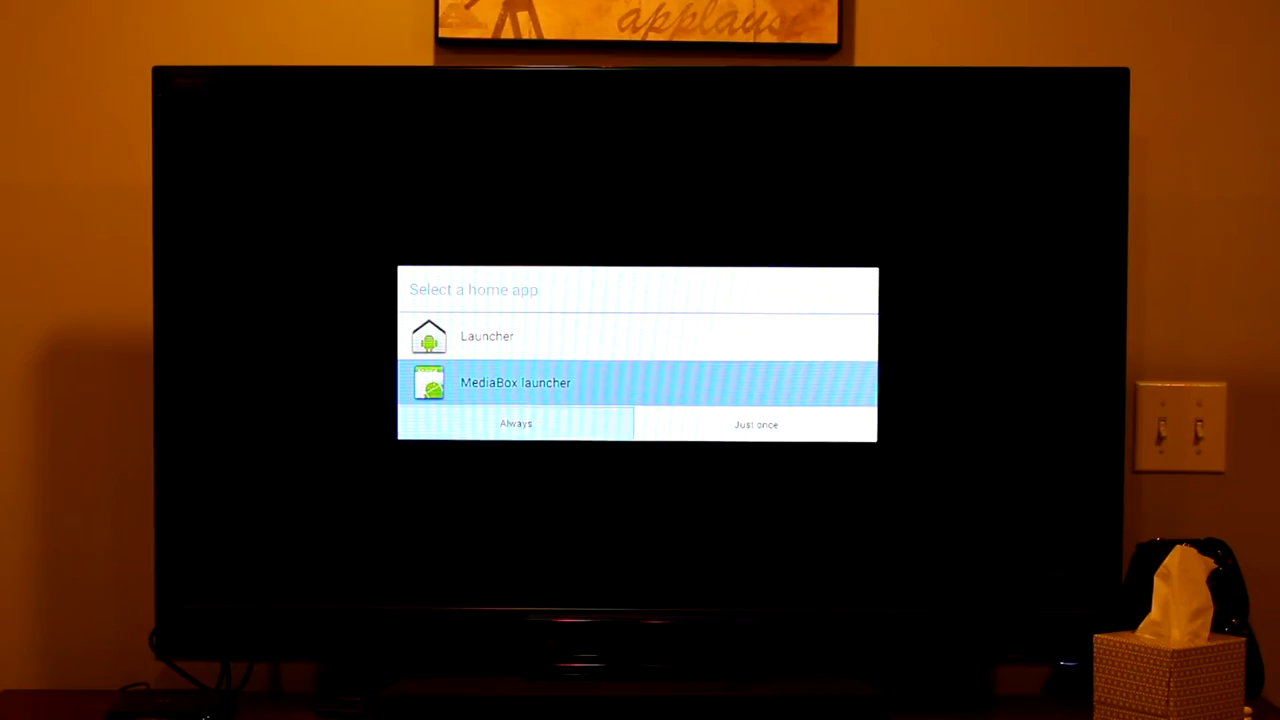 applause
Select a home app
Launcher
MediaBox launcher
Always
Just once